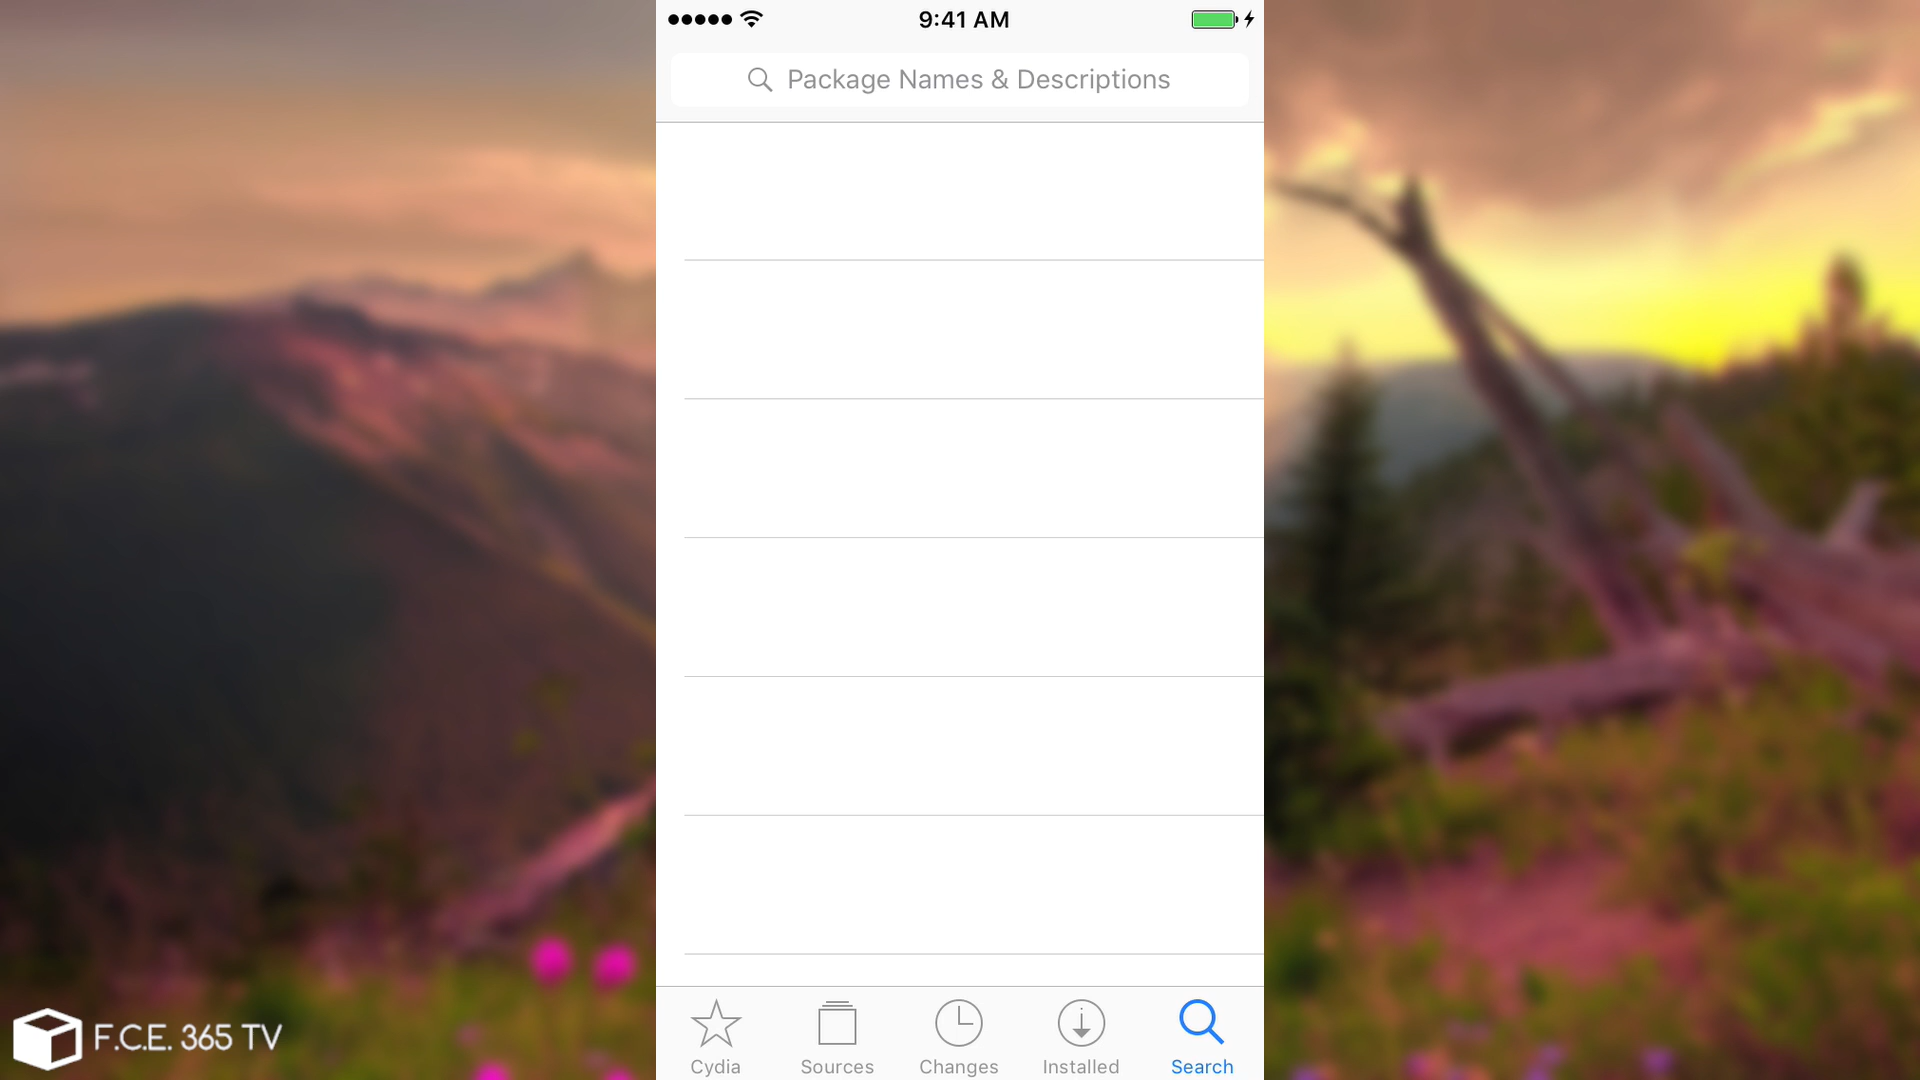 9:41 AM
Package Names & Descriptions
Cydia
Sources
Changes
Installed
Search
F.C.E. 365 TV